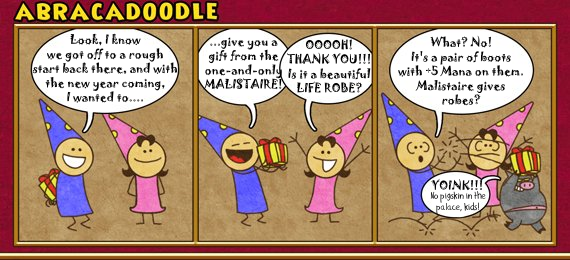 ABRACADOODLE
Look, I know
we got off to a rough
start back there, and with
the new year coming,
I wanted to....
...give you a
gift from the
one-and-only
MALISTAIRE!
OOOOH!
THANK YOU!!!
Is it a beautiful
LIFE ROBE?
What? No!
It's a pair of boots
with +5 Mana on them.
Malistaire gives
robes?
YOINK!!!
No pigskin in the
palace, kids!